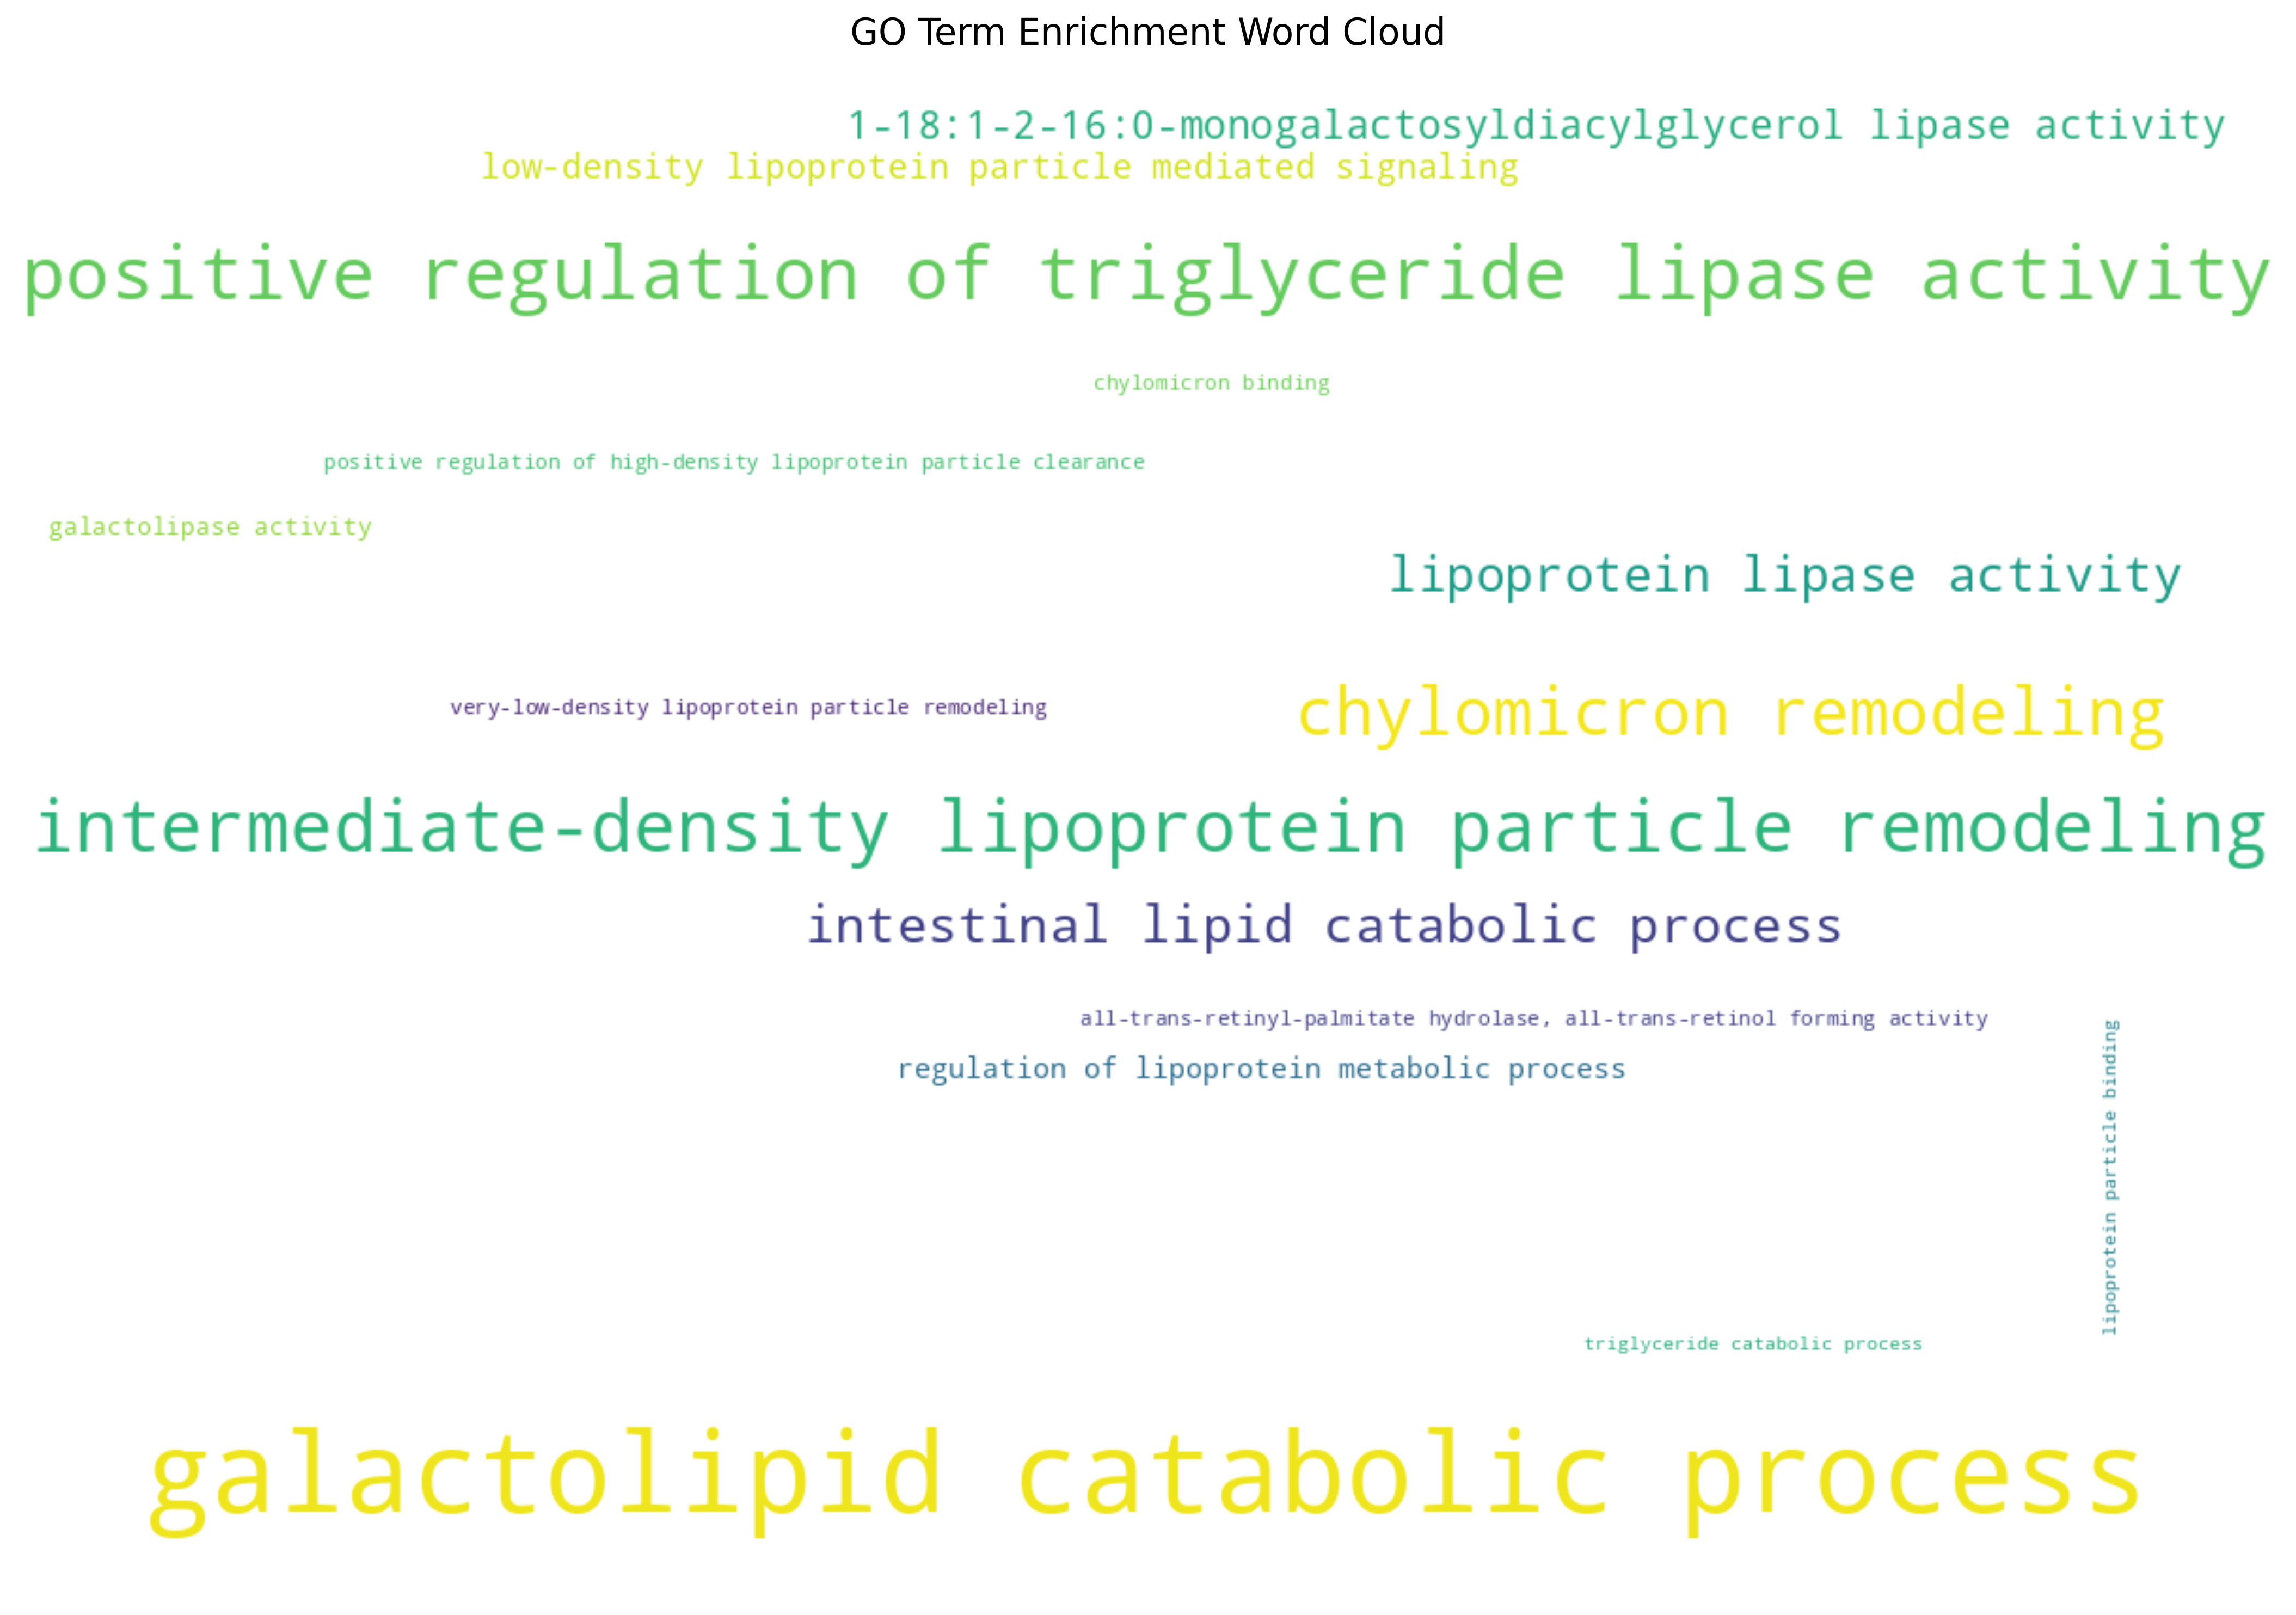 GO Term Enrichment Word Cloud
1-18:1-2-16:0-monogalactosyldiacylglycerol lipase activity
low-density lipoprotein particle mediated signaling
positive regulation of triglyceride lipase activity
chylomicron binding
positive regulation of high-density lipoprotein particle clearance
galactolipase activity
lipoprotein lipase activity
very-low-density lipoprotein particle remodeling
chylomicron remodeling
intermediate-density lipoprotein particle remodeling
intestinal lipid catabolic process
all-trans-retinyl-palmitate hydrolase, all-trans-retinol forming activity
regulation of lipoprotein metabolic process
lipoprotein particle binding
triglyceride catabolic process
galactolipid catabolic process